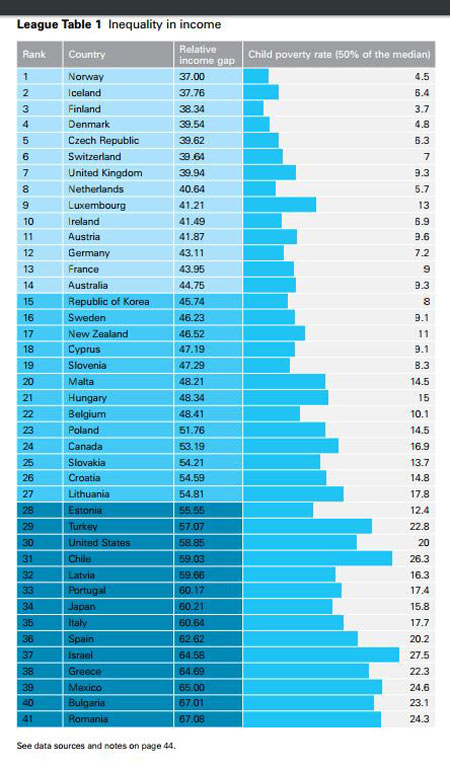 League Table 1 Inequality in income
Rank Country Relative income gap Child poverty rate (50% of the median)
1 Norway 37.00 4.5
2 Iceland 37.76 6.4
3 Finland 38.34 3.7
4 Denmark 39.54 4.8
5 Czech Republic 39.62 6.3
6 Switzerland 39.64 7
7 United Kingdom 39.94 9.3
8 Netherlands 40.64 5.7
9 Luxembourg 41.21 13
10 Ireland 41.49 6.9
11 Austria 41.87 9.6
12 Germany 43.11 7.2
13 France 43.95 9
14 Australia 44.75 9.3
15 Republic of Korea 45.74 8
16 Sweden 46.23 9.1
17 New Zealand 46.52 11
18 Cyprus 47.19 9.1
19 Slovenia 47.29 8.3
20 Malta 48.21 14.5
21 Hungary 48.34 15
22 Belgium 48.41 10.1
23 Poland 51.76 14.5
24 Canada 53.19 16.9
25 Slovakia 54.21 13.7
26 Croatia 54.59 14.8
27 Lithuania 54.81 17.8
28 Estonia 55.55 12.4
29 Turkey 57.07 22.8
30 United States 58.85 20
31 Chile 59.03 26.3
32 Latvia 59.66 16.3
33 Portugal 60.17 17.4
34 Japan 60.21 15.8
35 Italy 60.64 17.7
36 Spain 62.62 20.2
37 Israel 64.58 27.5
38 Greece 64.69 22.3
39 Mexico 65.00 24.6
40 Bulgaria 67.01 23.1
41 Romania 67.08 24.3
See data sources and notes on page 44.